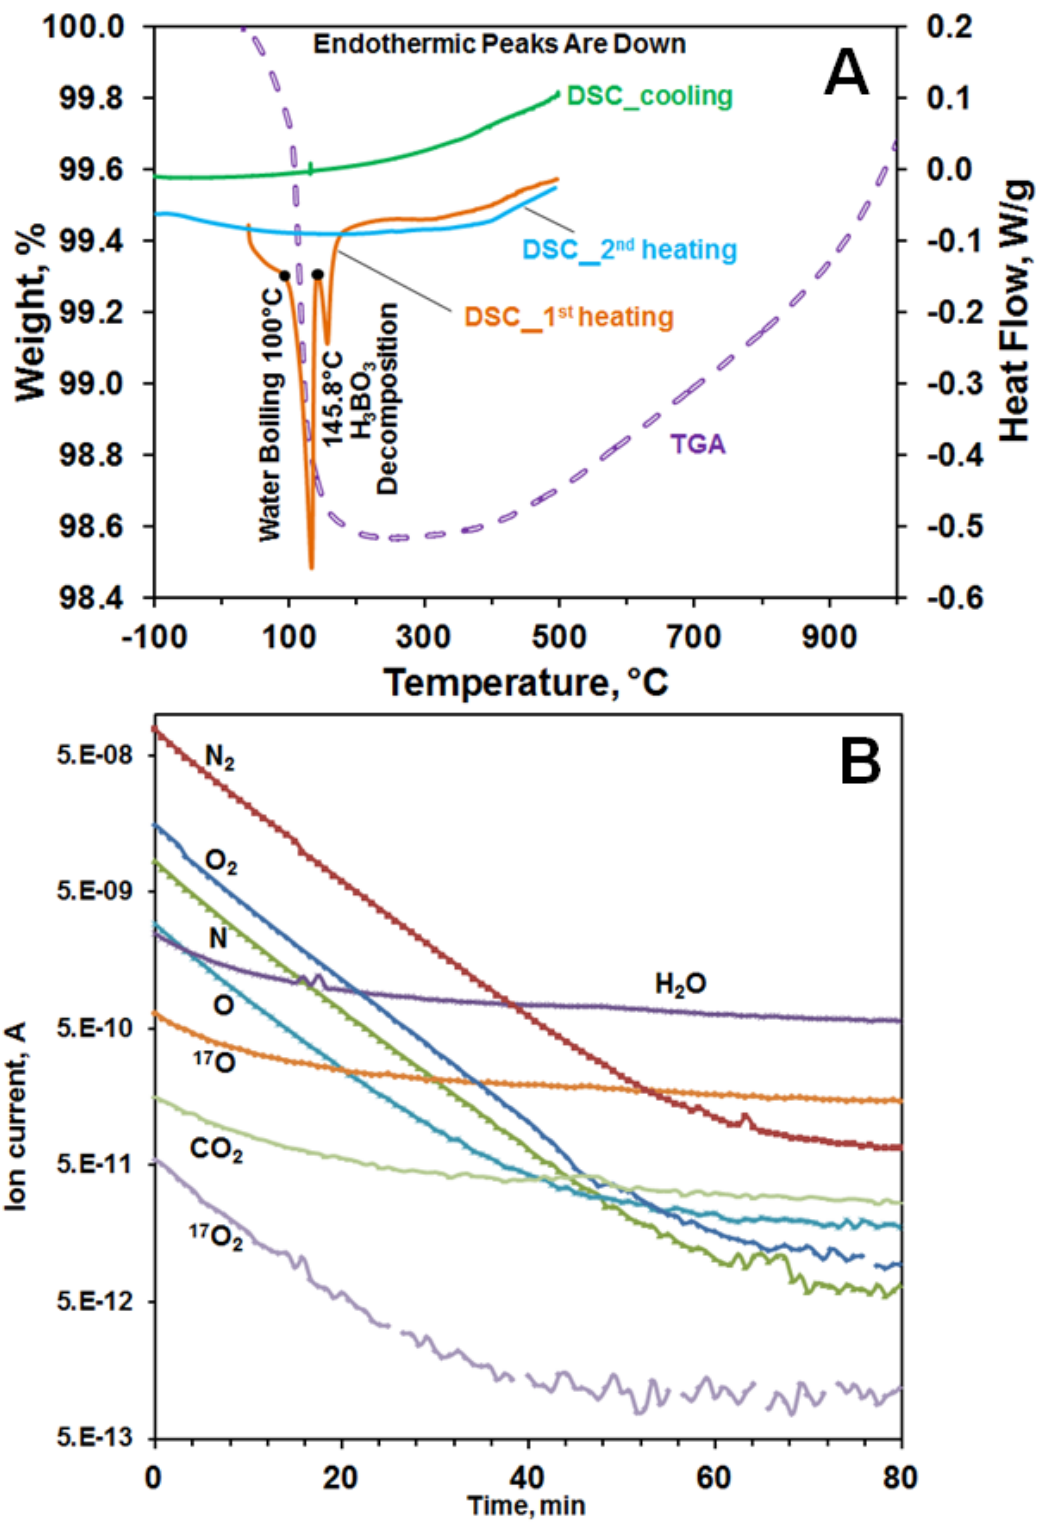 Endothermic Peaks Are Down
A
100.0
99.8
99.6
99.4
99.2
99.0
98.8
98.6
98.4
Weight, %
0.2
0.1
0.0
-0.1
-0.2
-0.3
-0.4
-0.5
-0.6
Heat Flow, W/g
DSC_cooling
DSC_2nd heating
DSC_1st heating
Water Boiling 100°C
145.8°C
H3BO3
Decomposition
TGA
-100
100
300
500
700
900
Temperature, °C
B
5.E-08
5.E-09
5.E-10
5.E-11
5.E-12
5.E-13
Ion current, A
N2
O2
N
O
H2O
17O
CO2
17O2
0
20
40
60
80
Time, min